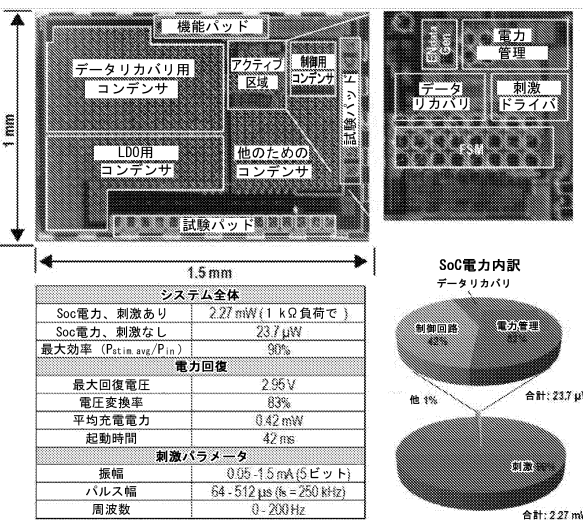 機能パッド
データリカバリ用
コンデンサ
アクティブ
区域
制御用
コンデンサ
試験パッド
LDO用
コンデンサ
他のための
コンデンサ
試験パッド
1 mm
1.5 mm
電力
管理
データ
リカバリ
刺激
ドライバ
FSM
システム全体
Soc電力、刺激あり 2.27 mW (1 kΩ負荷で)
Soc電力、刺激なし 23.7 μW
最大効率 (Pstim.avg/Pin) 90%
電力回復
最大回復電圧 2.95 V
電圧変換率 83%
平均充電電力 0.42 mW
起動時間 42 ms
刺激パラメータ
振幅 0.05 -1.5 mA (5ビット)
パルス幅 64 - 512 μs (fs = 250 kHz)
周波数 0 - 200 Hz
SoC電力内訳
データリカバリ
制御回路
42%
電力管理
他 1%
合計: 23.7 μW
刺激
合計: 2.27 mW